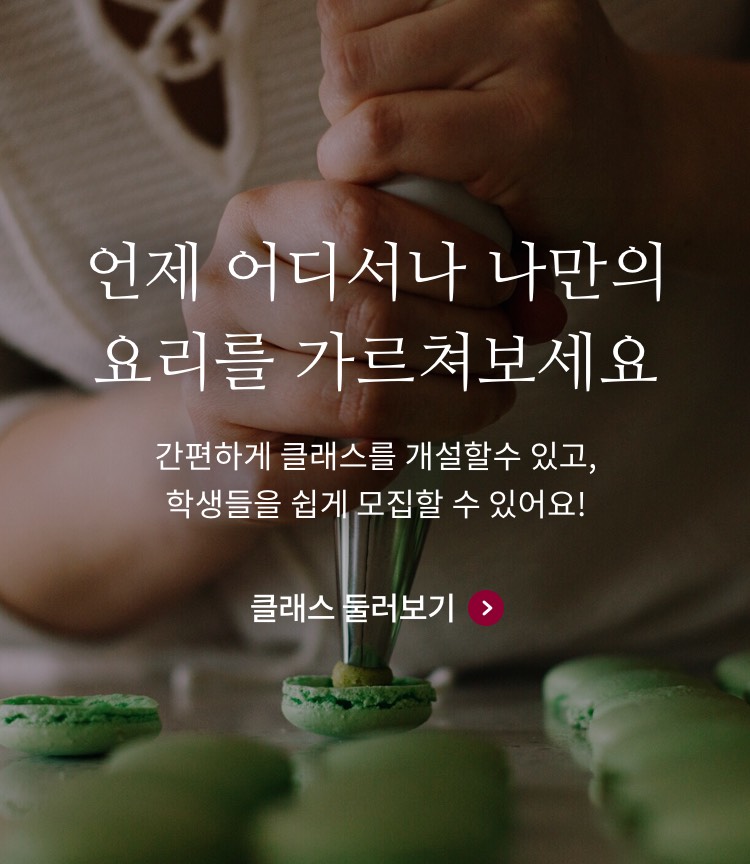 언제 어디서나 나만의
요리를 가르쳐보세요
간편하게 클래스를 개설할수 있고,
학생들을 쉽게 모집할 수 있어요!
클래스 둘러보기